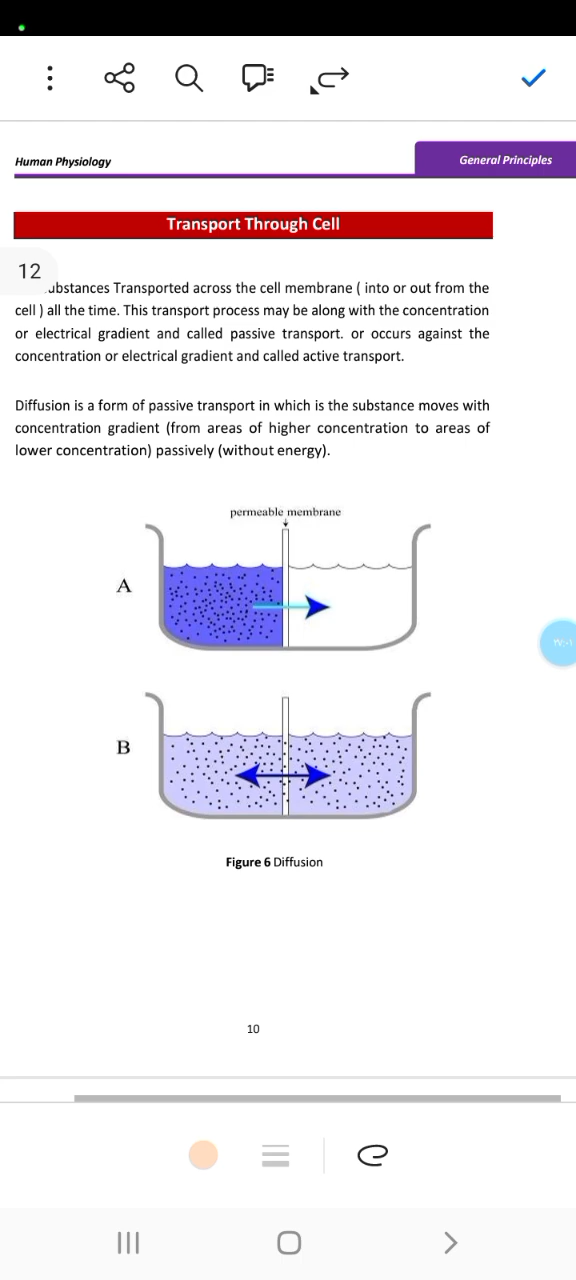 Human Physiology
General Principles
Transport Through Cell
12
ubstances Transported across the cell membrane ( into or out from the
cell ) all the time. This transport process may be along with the concentration
or electrical gradient and called passive transport. or occurs against the
concentration or electrical gradient and called active transport.
Diffusion is a form of passive transport in which is the substance moves with
concentration gradient (from areas of higher concentration to areas of
lower concentration) passively (without energy).
permeable membrane
A
B
Figure 6 Diffusion
10